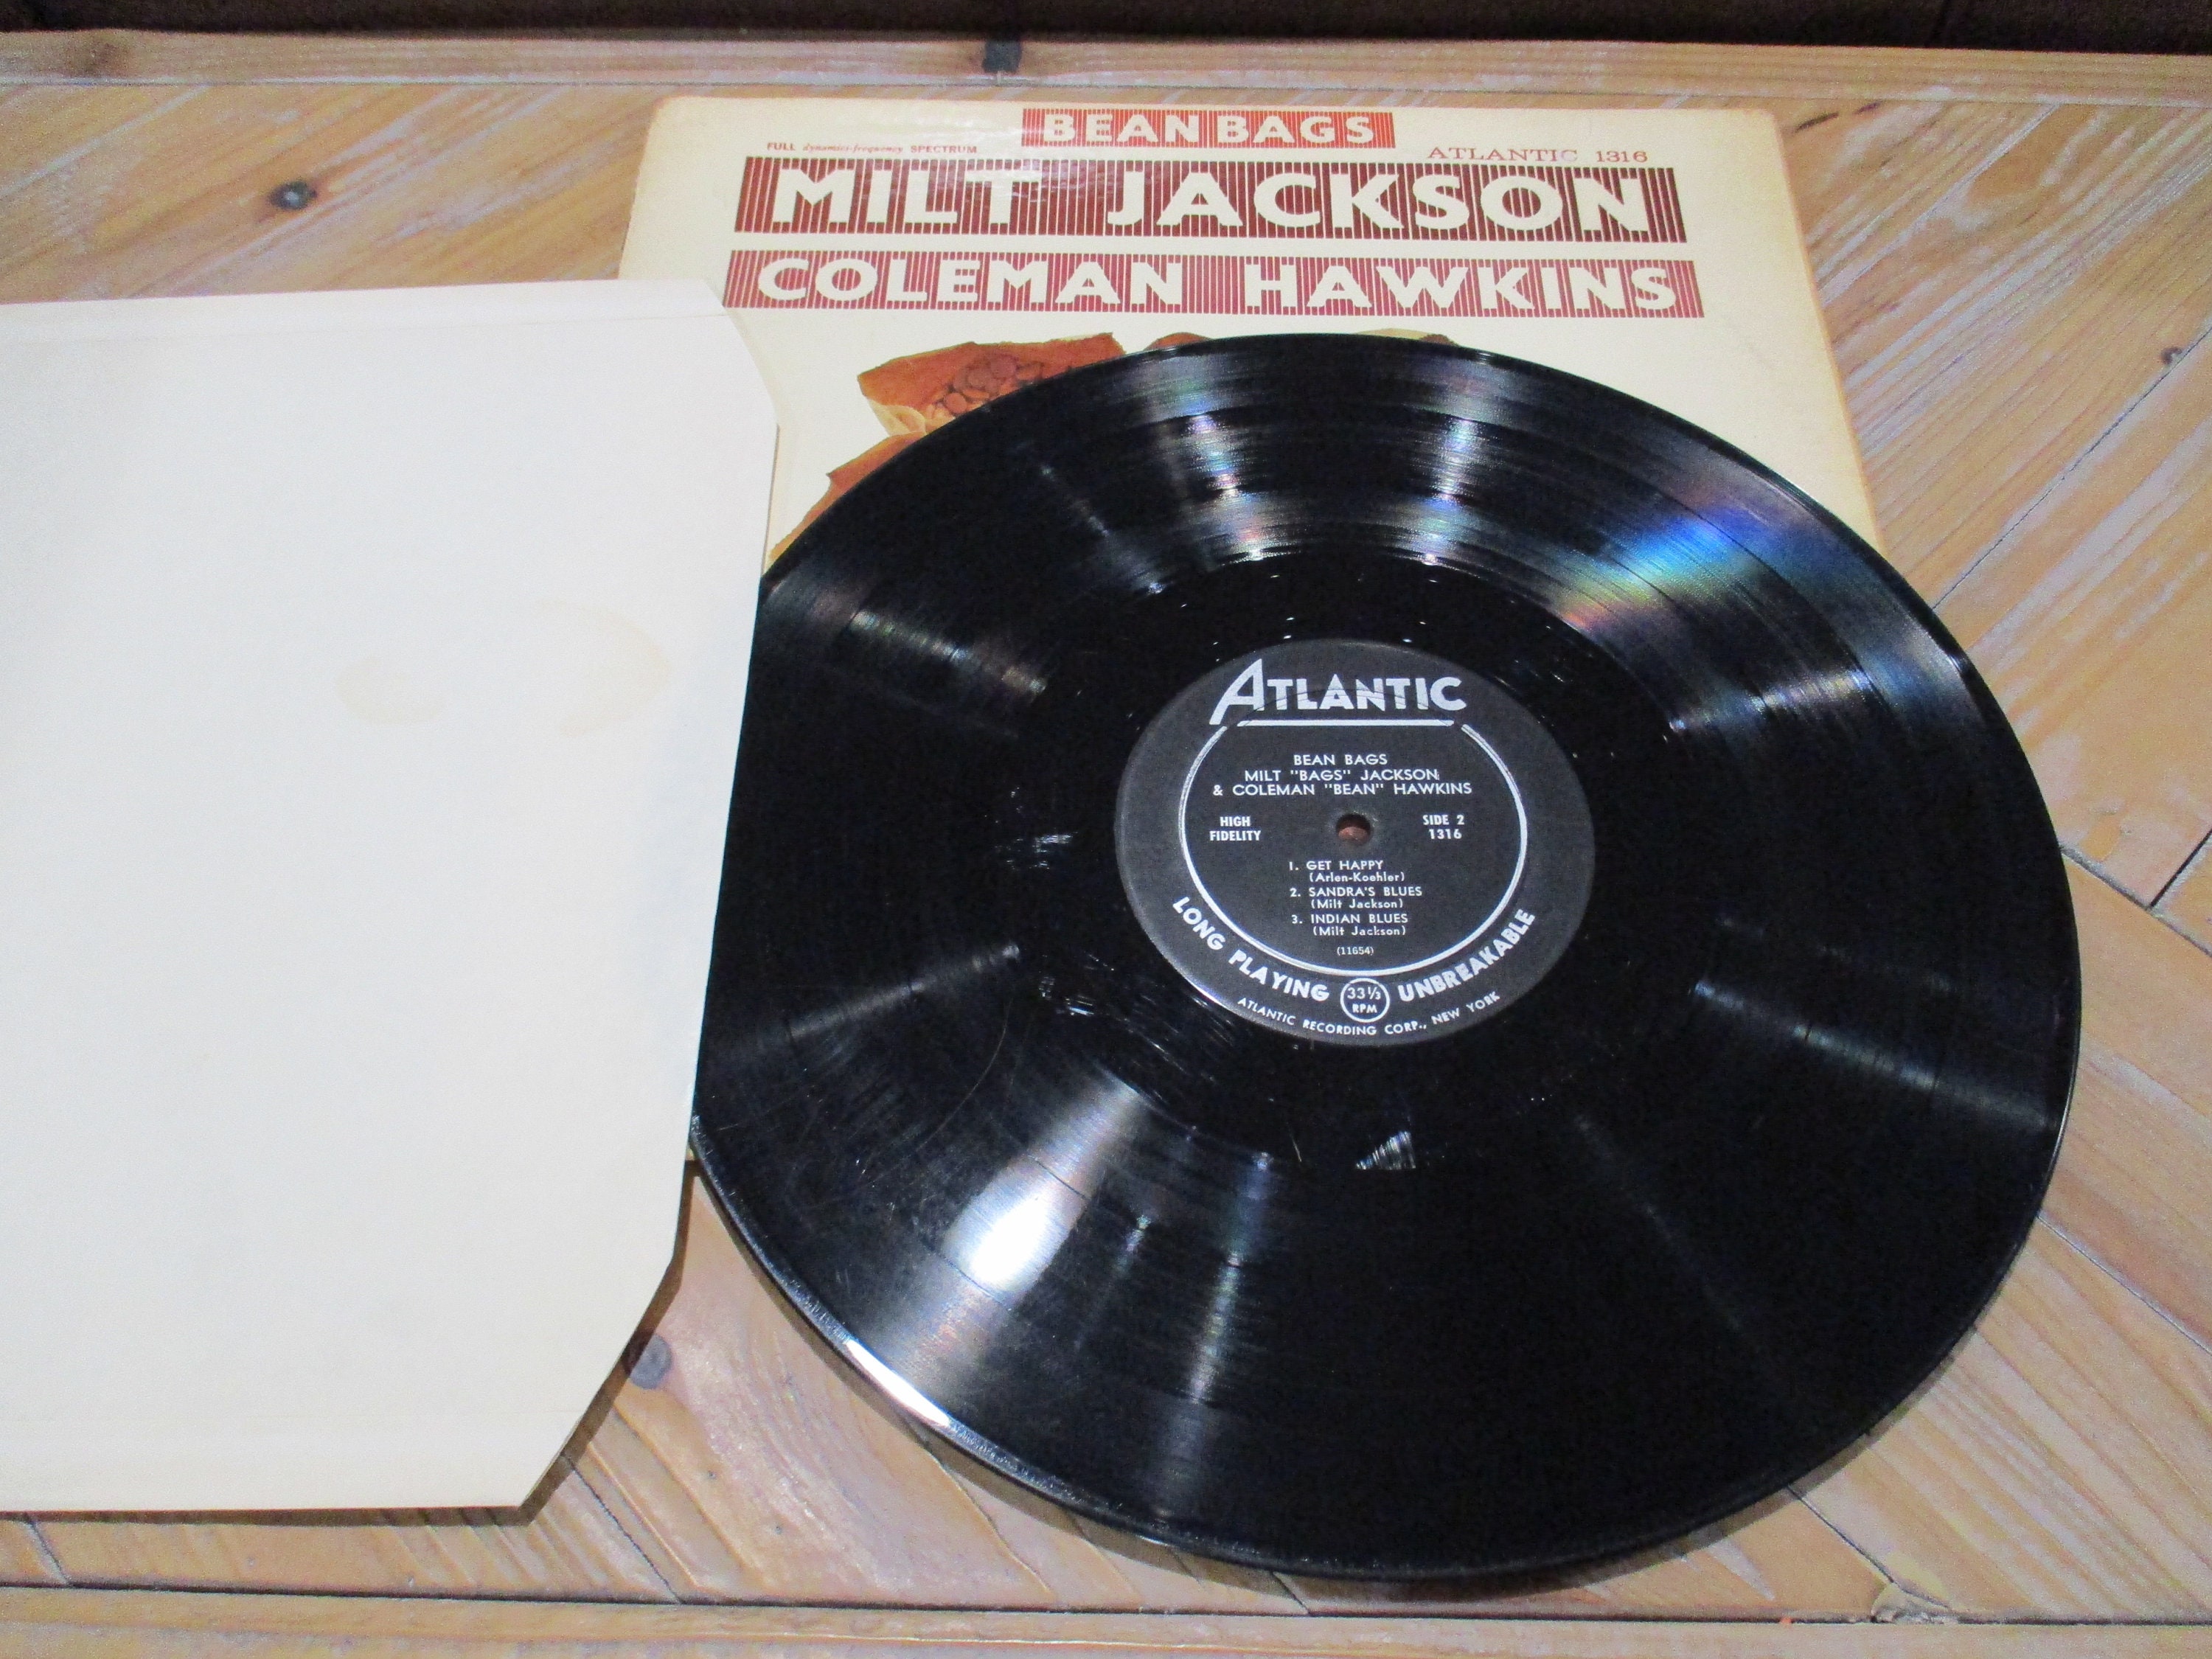 BEAN BAGS
FULL dynamics-frequency SPECTRUM
ATLANTIC 1316
MILT JACKSON
COLEMAN HAWKINS
ATLANTIC
BEAN BAGS
MILT "BAGS" JACKSON
& COLEMAN "BEAN" HAWKINS
HIGH
FIDELITY
SIDE 2
1316
1. GET HAPPY
(Arlen-Koehler)
2. SANDRA'S BLUES
(Milt Jackson)
3. INDIAN BLUES
(Milt Jackson)
(11654)
LONG PLAYING 33⅓ RPM UNBREAKABLE
ATLANTIC RECORDING CORP., NEW YORK